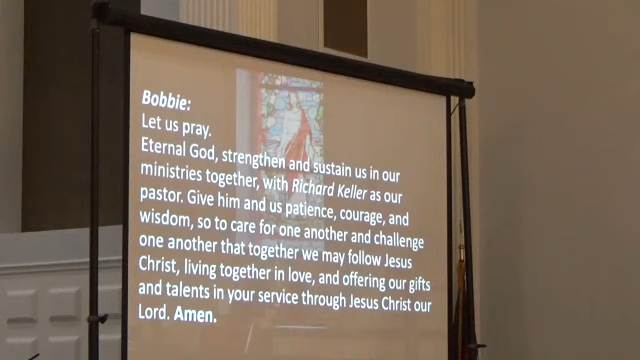 Bobbie:
Let us pray.
Eternal God, strengthen and sustain us in our
ministries together, with Richard Keller as our
pastor. Give him and us patience, courage, and
wisdom, so to care for one another and challenge
one another that together we may follow Jesus
Christ, living together in love, and offering our gifts
and talents in your service through Jesus Christ our
Lord. Amen.